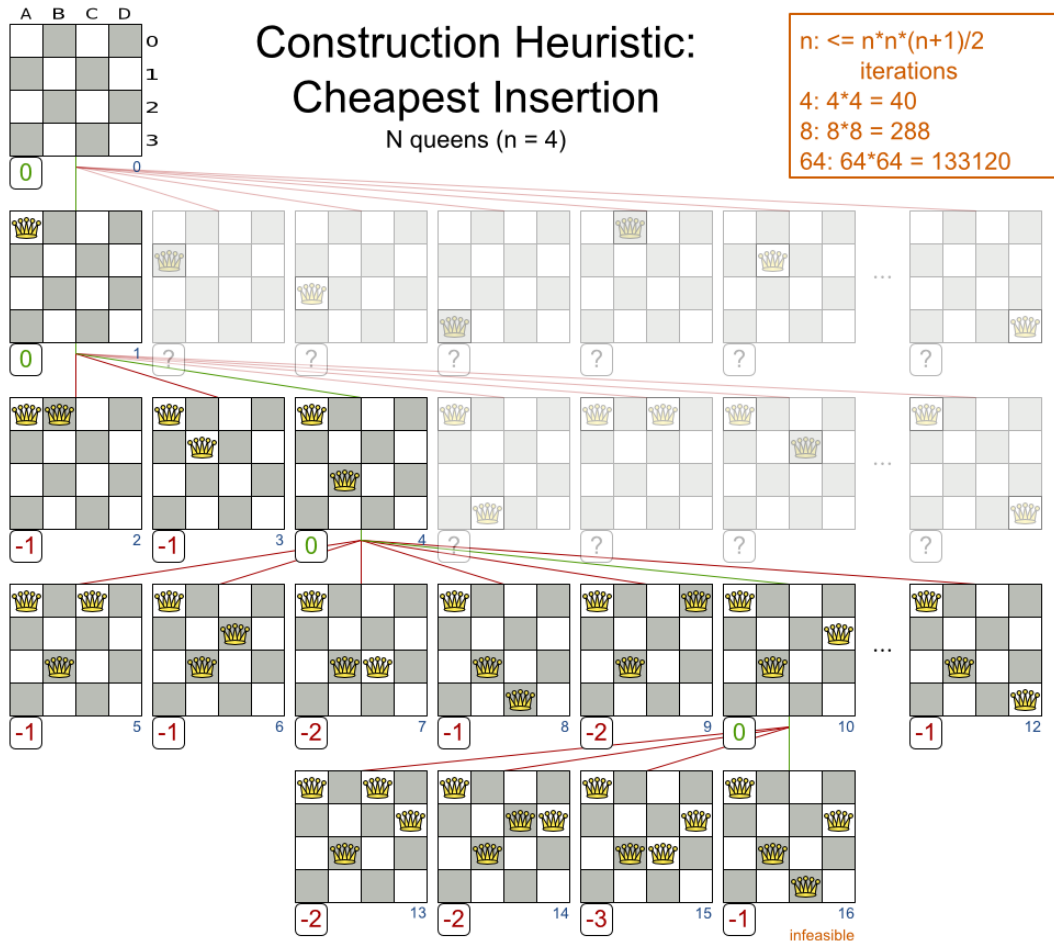 A B C D
0
1
2
3
Construction Heuristic:
Cheapest Insertion
N queens (n = 4)
n: <= n*n*(n+1)/2
iterations
4: 4*4 = 40
8: 8*8 = 288
64: 64*64 = 133120
0 0
...
0 1 ? ? ? ? ? ?
...
-1 2 -1 3 0 4 ? ? ? ?
...
-1 5 -1 6 -2 7 -1 8 -2 9 0 10 -1 12
-2 13 -2 14 -3 15 -1 16
infeasible